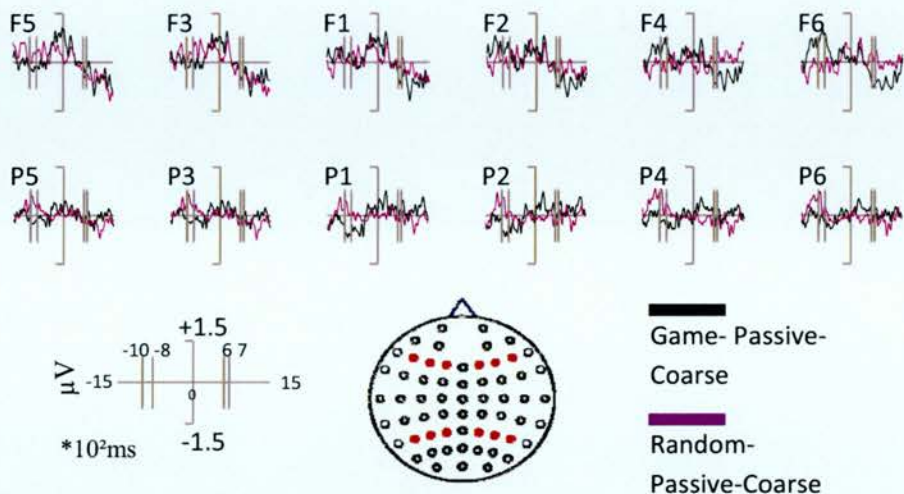 F5 F3 F1 F2 F4 F6
P5 P3 P1 P2 P4 P6
+1.5
-10 -8 6 7
µV -15 0 15
-1.5
*10²ms
Game- Passive-
Coarse
Random-
Passive-Coarse